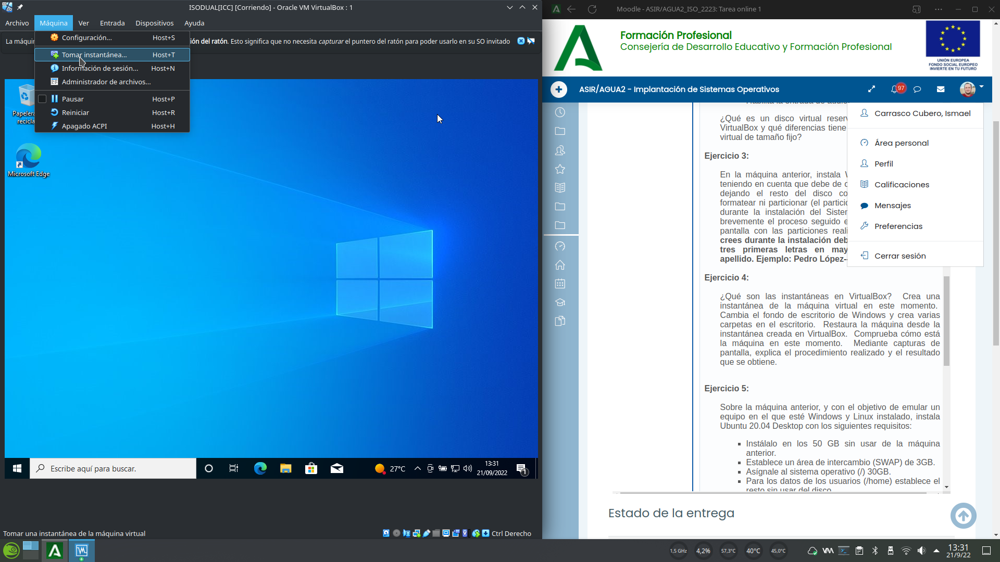 ISODUAL[ICC] [Corriendo] - Oracle VM VirtualBox : 1
Archivo
Máquina
Ver
Entrada
Dispositivos
Ayuda
La máquin
ión del ratón. Esto significa que no necesita capturar el puntero del ratón para poder usarlo en su SO invitado
Configuración... Host+S
Tomar instantánea... Host+T
Información de sesión... Host+N
Administrador de archivos...
Pausar Host+P
Reiniciar Host+R
Apagado ACPI Host+H
Papelera
recicla
Microsoft Edge
Escribe aquí para buscar.
27°C
13:31
21/09/2022
1
Tomar una instantánea de la máquina virtual
Ctrl Derecho
Moodle - ASIR/AGUA2_ISO_2223: Tarea online 1
Formación Profesional
Consejería de Desarrollo Educativo y Formación Profesional
UNIÓN EUROPEA
FONDO SOCIAL EUROPEO
INVIERTE EN TU FUTURO
ASIR/AGUA2 - Implantación de Sistemas Operativos
97
Carrasco Cubero, Ismael
Área personal
Perfil
Calificaciones
Mensajes
Preferencias
Cerrar sesión
Habilita la entrada de audio
¿Qué es un disco virtual reserv
VirtualBox y qué diferencias tiene
virtual de tamaño fijo?
Ejercicio 3:
En la máquina anterior, instala W
teniendo en cuenta que debe de o
dejando el resto del disco co
formatear ni particionar (el partici
durante la instalación del Sister
brevemente el proceso seguido e
pantalla con las particiones reali
crees durante la instalación deb
tres primeras letras en may
apellido. Ejemplo: Pedro López-
Ejercicio 4:
¿Qué son las instantáneas en VirtualBox? Crea una
instantánea de la máquina virtual en este momento.
Cambia el fondo de escritorio de Windows y crea varias
carpetas en el escritorio. Restaura la máquina desde la
instantánea creada en VirtualBox. Comprueba cómo está
la máquina en este momento. Mediante capturas de
pantalla, explica el procedimiento realizado y el resultado
que se obtiene.
Ejercicio 5:
Sobre la máquina anterior, y con el objetivo de emular un
equipo en el que esté Windows y Linux instalado, instala
Ubuntu 20.04 Desktop con los siguientes requisitos:
Instálalo en los 50 GB sin usar de la máquina
anterior.
Establece un área de intercambio (SWAP) de 3GB.
Asígnale al sistema operativo (/) 30GB.
Para los datos de los usuarios (/home) establece el
resto sin usar del disco
Estado de la entrega
1,5 GHz
4,2%
57,3°C
40°C
45,0°C
13:31
21/9/22